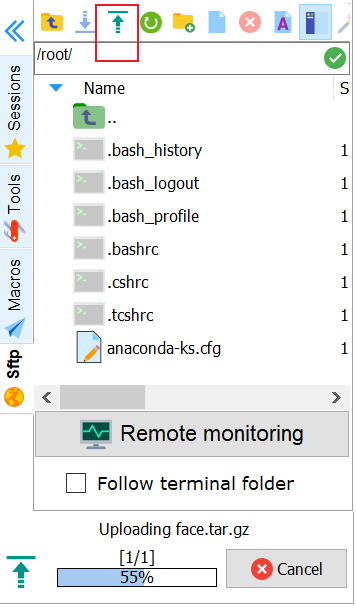 /root/
Name
S
..
.bash_history
1
.bash_logout
1
.bash_profile
1
.bashrc
1
.cshrc
1
.tcshrc
1
anaconda-ks.cfg
1
Sessions
Tools
Macros
Sftp
Remote monitoring
Follow terminal folder
Uploading face.tar.gz
[1/1]
55%
Cancel